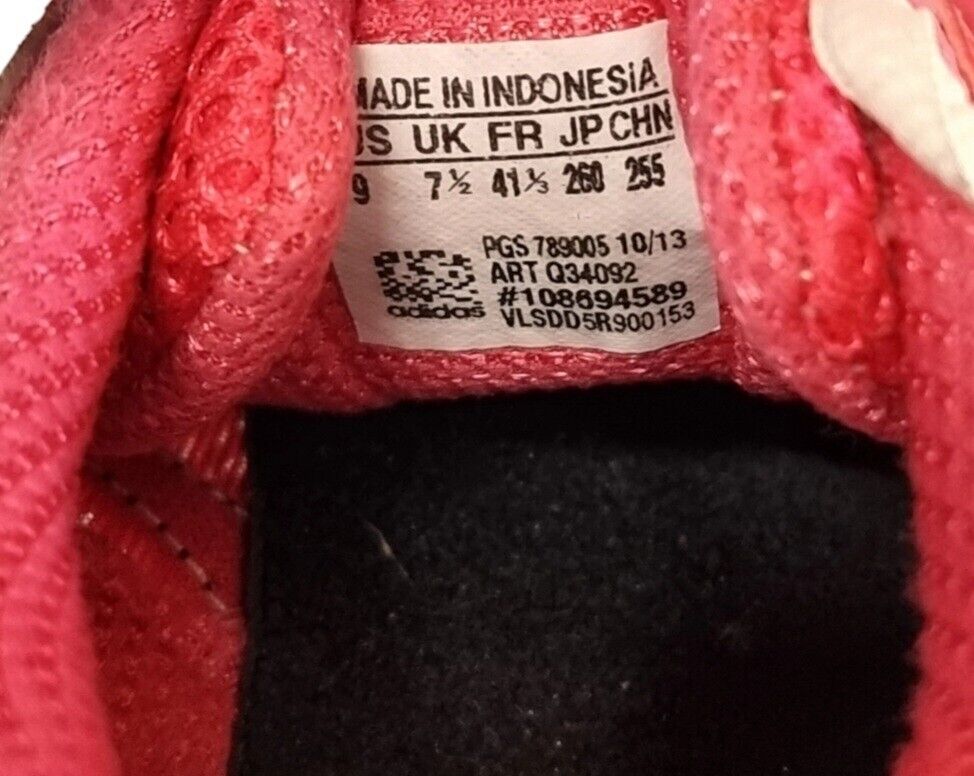 MADE IN INDONESIA
US UK FR JP CHN
9 7½ 41⅓ 260 255
PGS 789005 10/13
ART Q34092
#108694589
adidas VLSDD5R900153